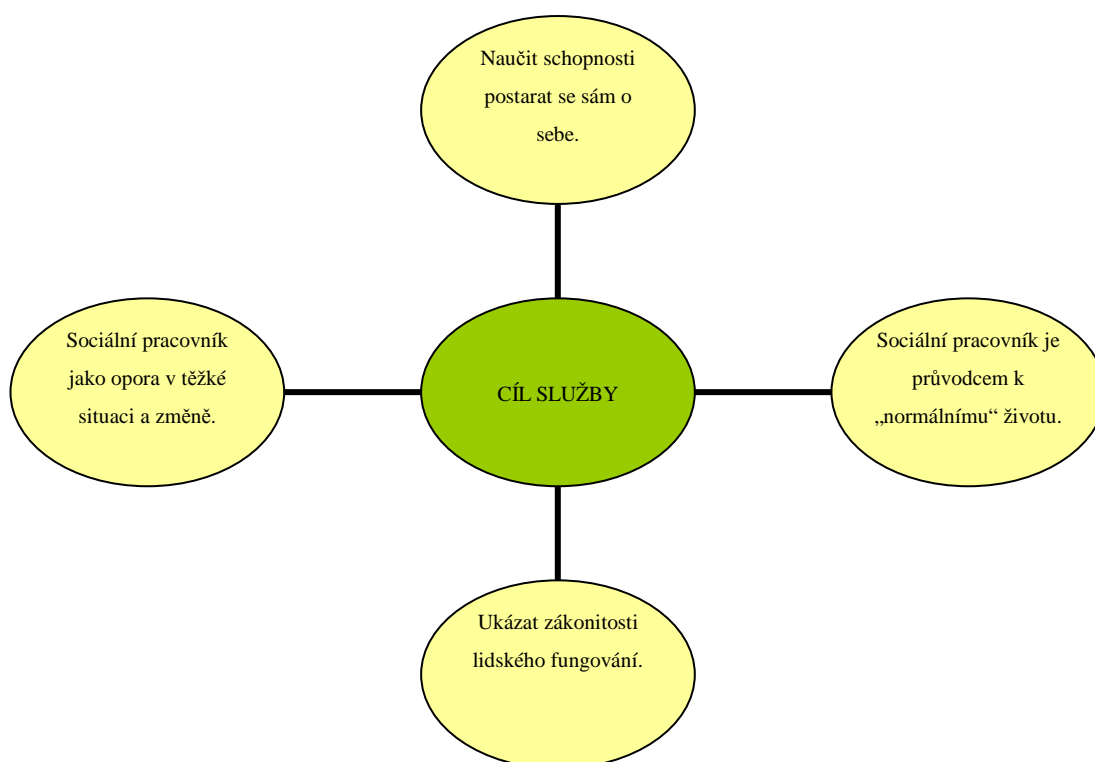 Naučit schopnosti
postarat se sám o
sebe.
Sociální pracovník
jako opora v těžké
situaci a změně.
CÍL SLUŽBY
Sociální pracovník je
průvodcem k
„normálnímu“ životu.
Ukázat zákonitosti
lidského fungování.